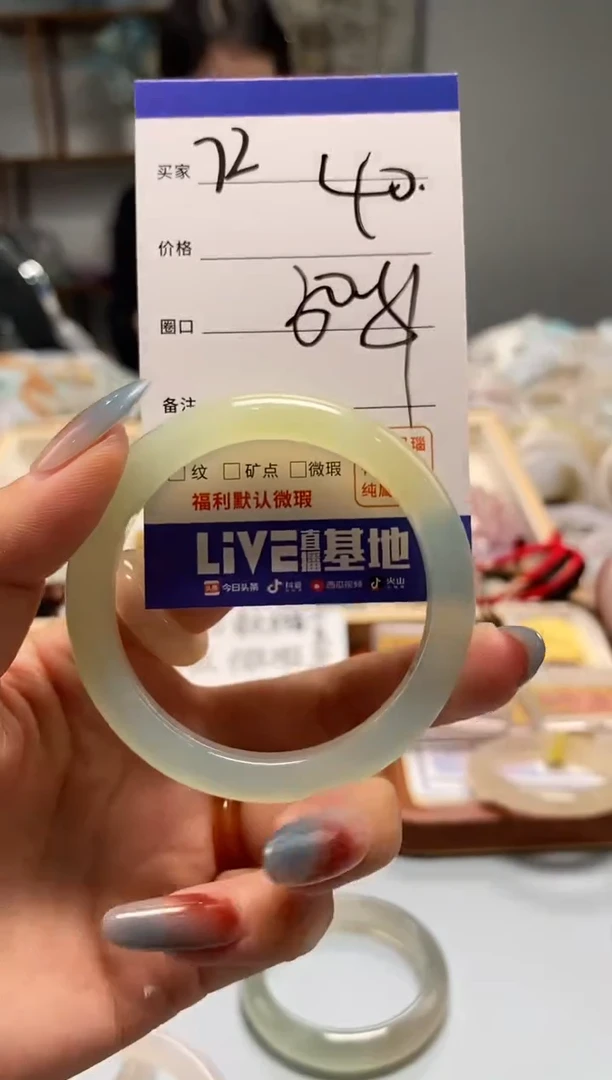 买家 72 40.
价格
圈口
备注
纹 □矿点 □微瑕
福利默认微瑕
LiVE直播基地
今日头条 抖音 西瓜视频 火山